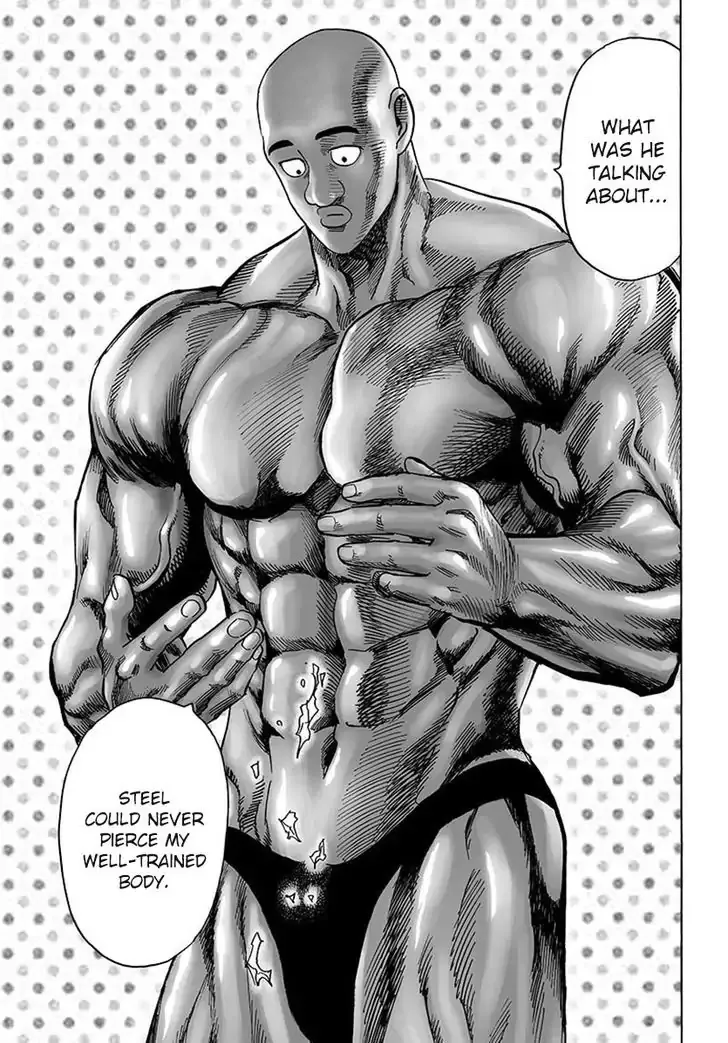 WHAT
WAS HE
TALKING
ABOUT...
STEEL
COULD NEVER
PIERCE MY
WELL-TRAINED
BODY.